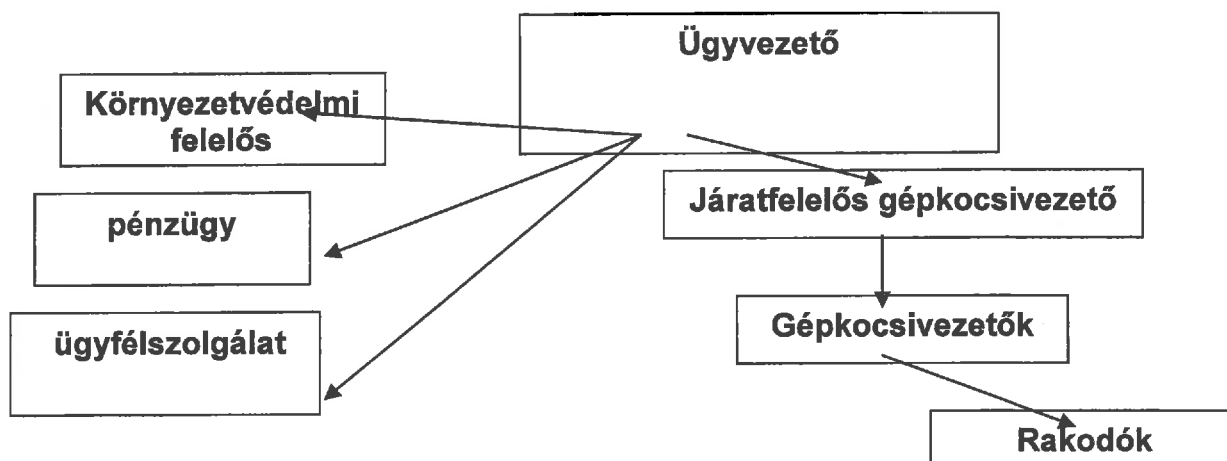 Ügyvezető
Környezetvédelmi
felelős
pénzügy
ügyfélszolgálat
Járatfelelős gépkocsivezető
Gépkocsivezetők
Rakodók